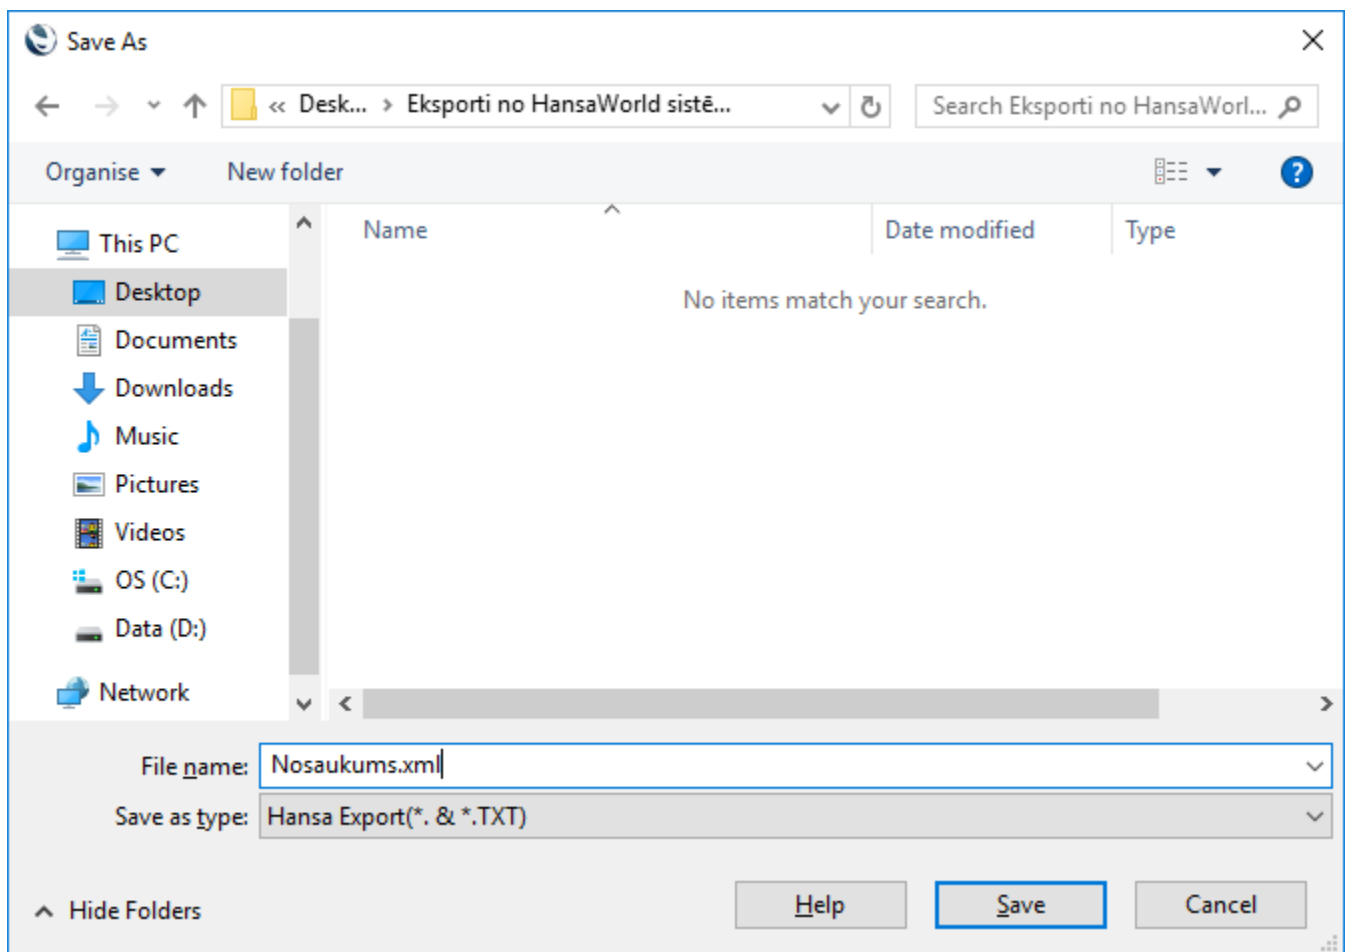 Save As
« Desk... > Eksporti no HansaWorld sistē... Search Eksporti no HansaWorl...
Organise New folder
Name Date modified Type
This PC
Desktop
No items match your search.
Documents
Downloads
Music
Pictures
Videos
OS (C:)
Data (D:)
Network
File name: Nosaukums.xml
Save as type: Hansa Export(*. & *.TXT)
Hide Folders Help Save Cancel